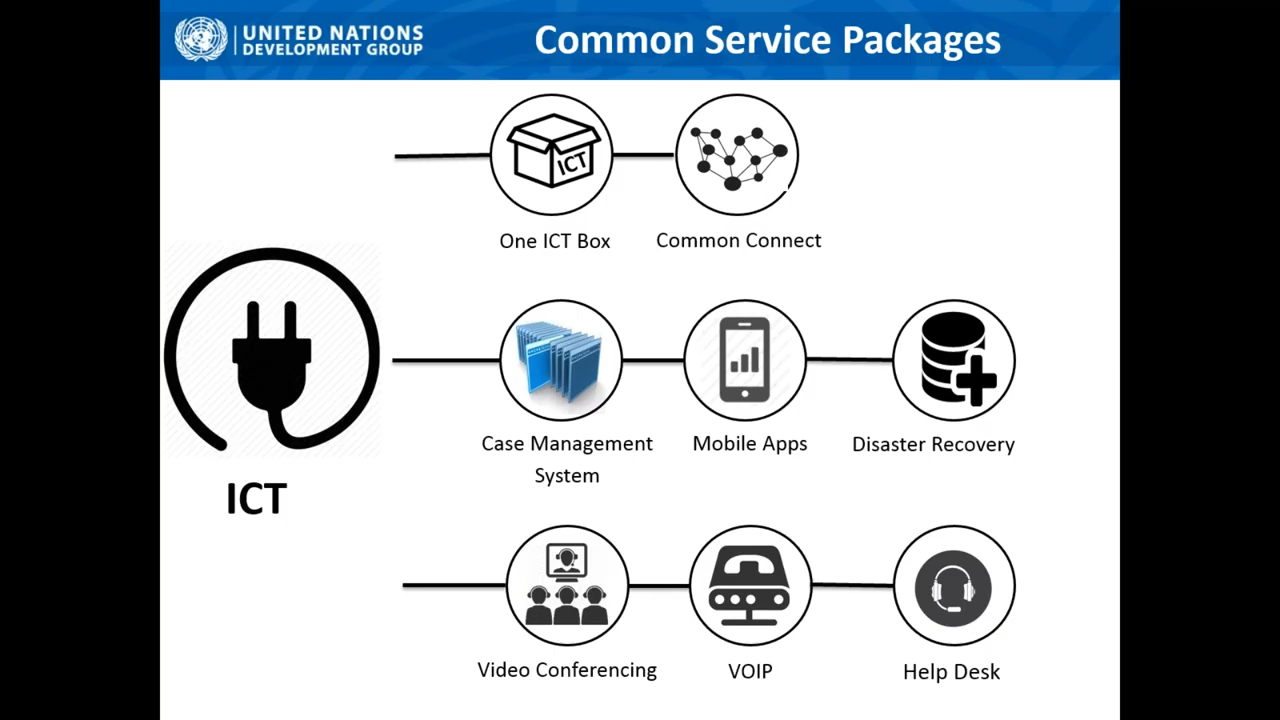 UNITED NATIONS
DEVELOPMENT GROUP
Common Service Packages
ICT
One ICT Box
Common Connect
Case Management
System
Mobile Apps
Disaster Recovery
ICT
Video Conferencing
VOIP
Help Desk